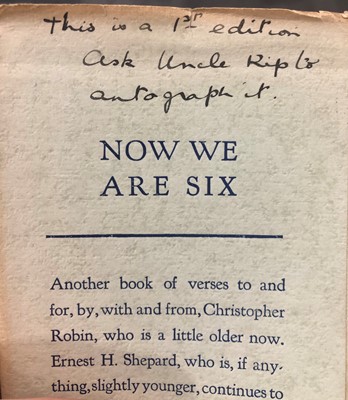 This is a 1st edition
Ask Uncle Kip to
autograph it.
NOW WE
ARE SIX
Another book of verses to and
for, by, with and from, Christopher
Robin, who is a little older now.
Ernest H. Shepard, who is, if any-
thing, slightly younger, continues to